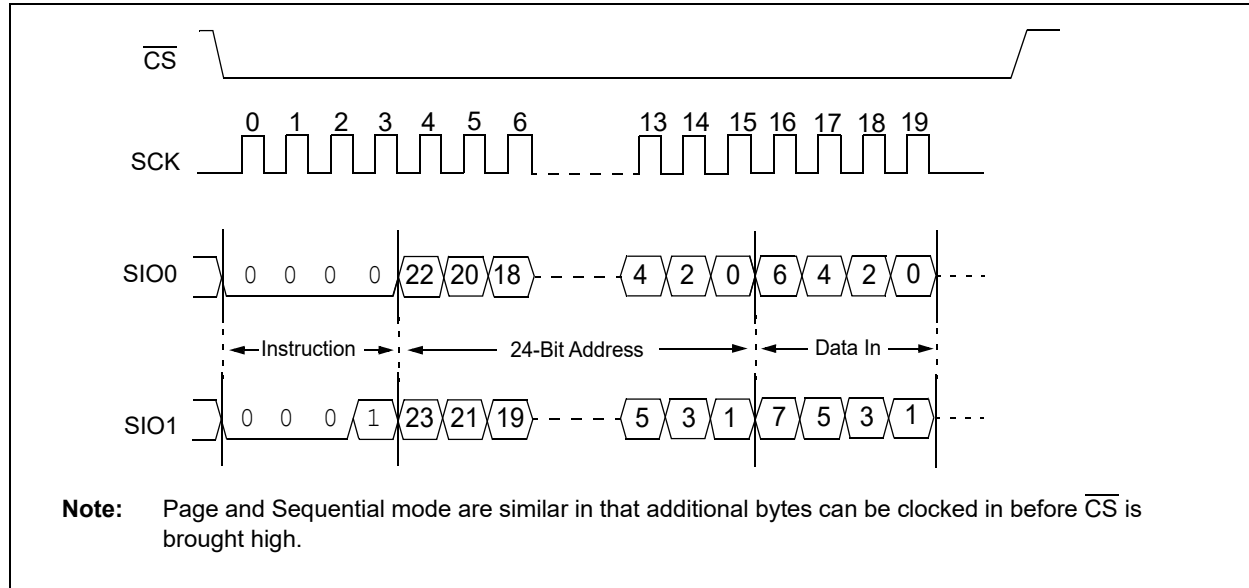 CS
0 1 2 3 4 5 6 13 14 15 16 17 18 19
SCK
SIO0 0 0 0 0 22 20 18 4 2 0 6 4 2 0
Instruction 24-Bit Address Data In
SIO1 0 0 0 1 23 21 19 5 3 1 7 5 3 1
Note: Page and Sequential mode are similar in that additional bytes can be clocked in before CS is
brought high.